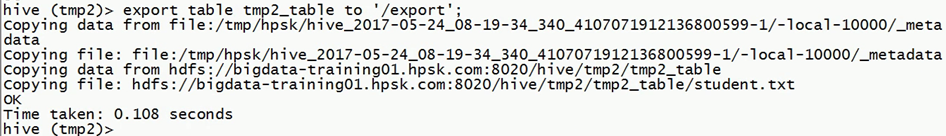 hive (tmp2)> export table tmp2_table to '/export';
Copying data from file:/tmp/hpsk/hive_2017-05-24_08-19-34_340_4107071912136800599-1/-local-10000/_meta
data
Copying file: file:/tmp/hpsk/hive_2017-05-24_08-19-34_340_4107071912136800599-1/-local-10000/_metadata
Copying data from hdfs://bigdata-training01.hpsk.com:8020/hive/tmp2/tmp2_table
Copying file: hdfs://bigdata-training01.hpsk.com:8020/hive/tmp2/tmp2_table/student.txt
OK
Time taken: 0.108 seconds
hive (tmp2)>